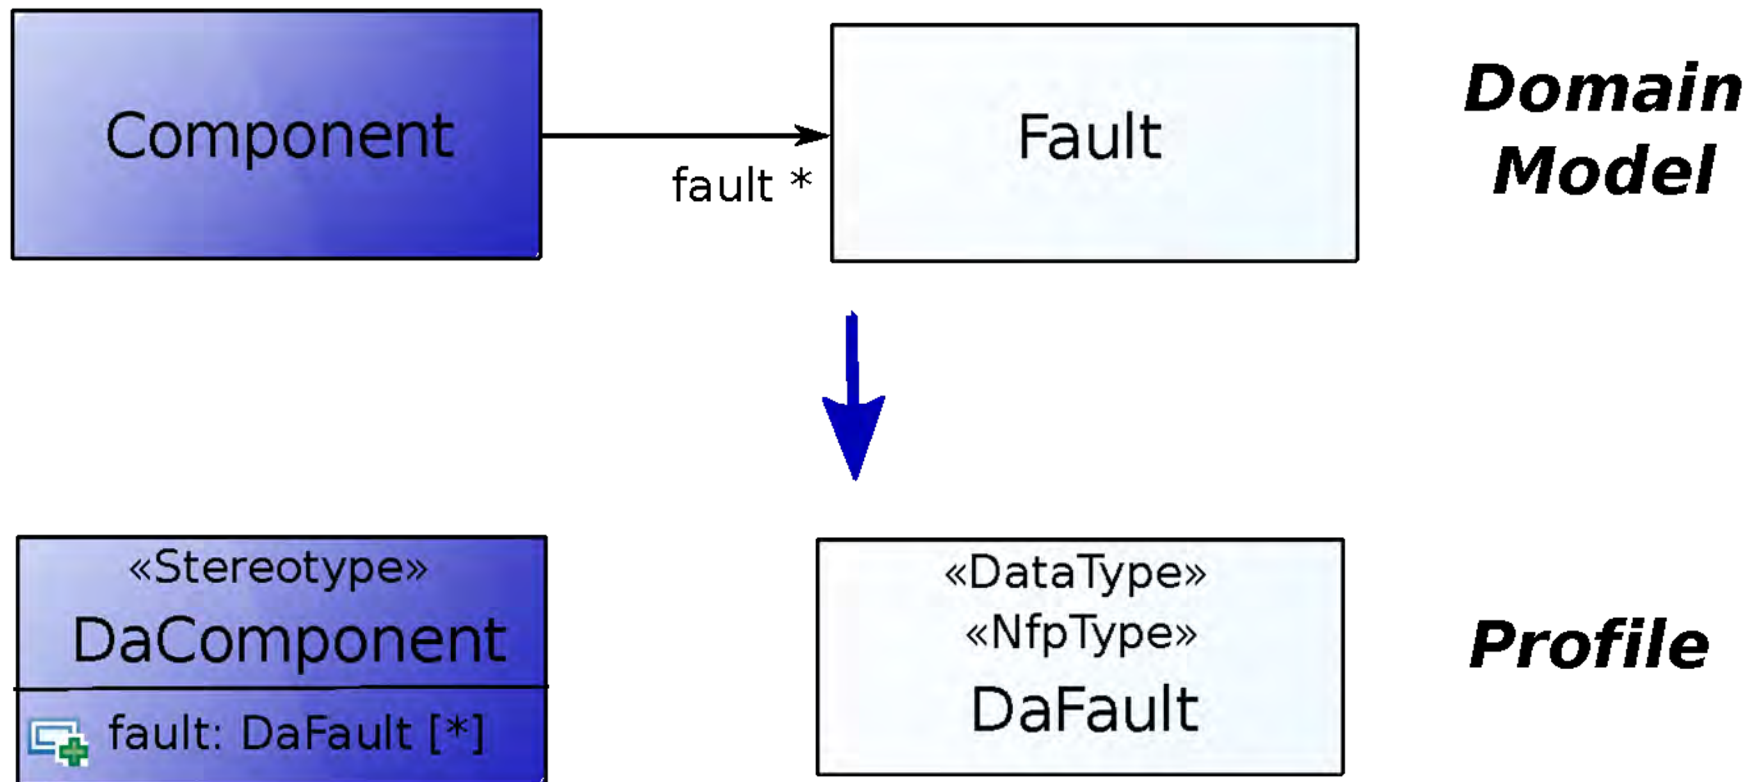 Component
fault *
Fault
Domain
Model
«Stereotype»
DaComponent
fault: DaFault [*]
«DataType»
«NfpType»
DaFault
Profile